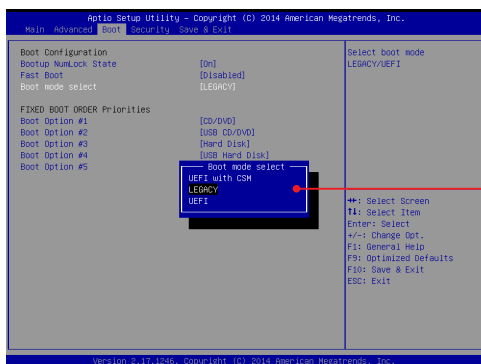 Aptio Setup Utility – Copyright (C) 2014 American Megatrends, Inc.
Main Advanced Boot Security Save & Exit
Boot Configuration
Bootup NumLock State [On]
Fast Boot [Disabled]
Boot mode select [LEGACY]
FIXED BOOT ORDER Priorities
Boot Option #1 [CD/DVD]
Boot Option #2 [USB CD/DVD]
Boot Option #3 [Hard Disk]
Boot Option #4 [USB Hard Disk]
Boot Option #5
Boot mode select
UEFI with CSM
LEGACY
UEFI
Select boot mode
LEGACY/UEFI
→←: Select Screen
↑↓: Select Item
Enter: Select
+/-: Change Opt.
F1: General Help
F9: Optimized Defaults
F10: Save & Exit
ESC: Exit
Version 2.17.1246. Copyright (C) 2014 American Megatrends, Inc.